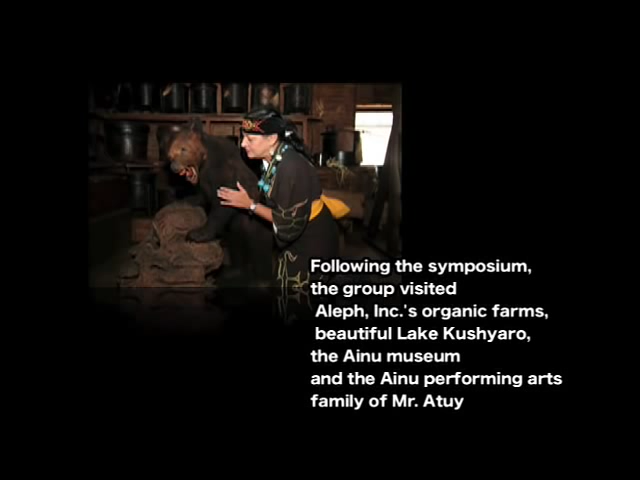 Following the symposium,
the group visited
Aleph, Inc.'s organic farms,
beautiful Lake Kushyaro,
the Ainu museum
and the Ainu performing arts
family of Mr. Atuy